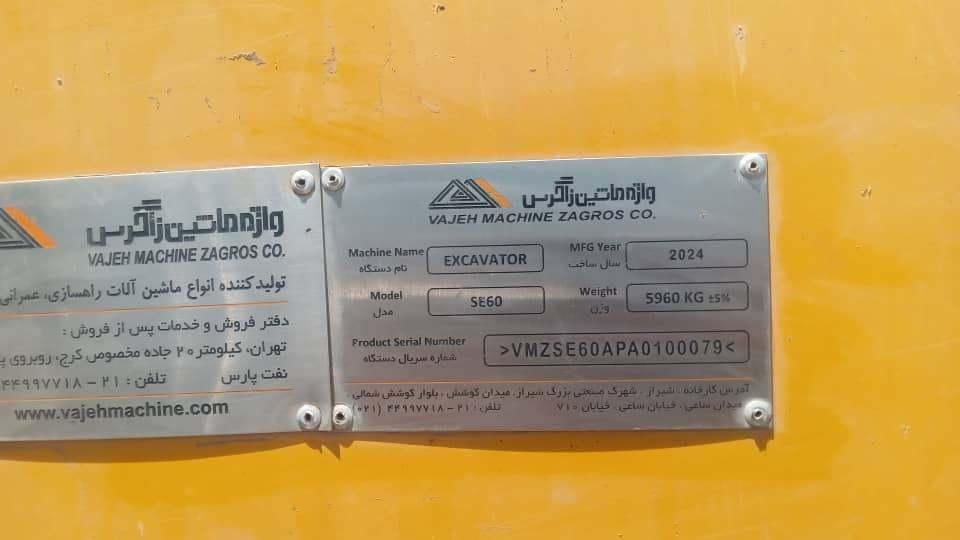 واژه ماشین زاگرس
VAJEH MACHINE ZAGROS CO.
تولید کننده انواع ماشین آلات راهسازی، عمرانی
دفتر فروش و خدمات پس از فروش :
تهران، کیلومتر ۲۰ جاده مخصوص کرج، روبروی
نفت پارس تلفن : ۲۱ - ۴۴۹۹۷۷۱۸
www.vajehmachine.com
واژه ماشین زاگرس
VAJEH MACHINE ZAGROS CO.
Machine Name EXCAVATOR MFG Year 2024
نام دستگاه سال ساخت
Model SE60 Weight 5960 KG ±5%
مدل وزن
Product Serial Number >VMZSE60APA0100079<
شماره سریال دستگاه
آدرس کارخانه : شیراز . شهرک صنعتی بزرگ شیراز. میدان کوشش . بلوار کوشش شمالی .
میدان ساعی . خیابان ساعی . خیابان ۷۱۰ تلفن : ۲۱ - ۴۴۹۹۷۷۱۸ (۰۲۱)